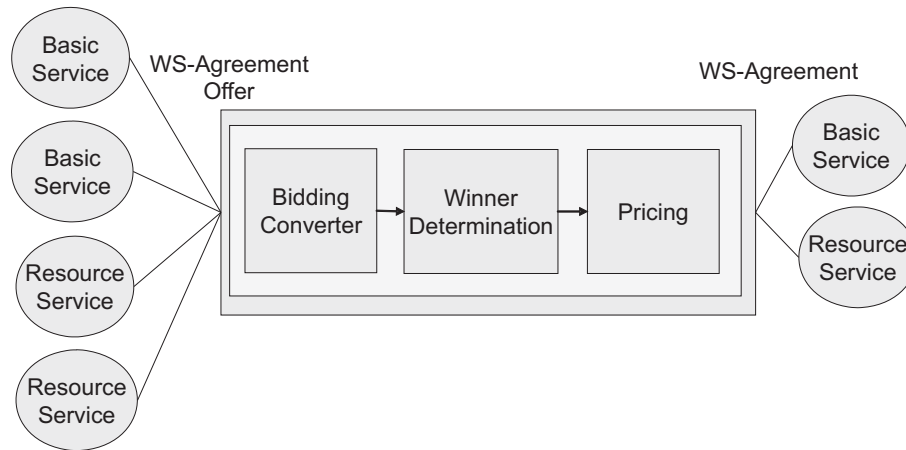 Basic
Service
WS-Agreement
Offer
WS-Agreement
Basic
Service
Basic
Service
Bidding
Converter
Winner
Determination
Pricing
Resource
Service
Resource
Service
Resource
Service